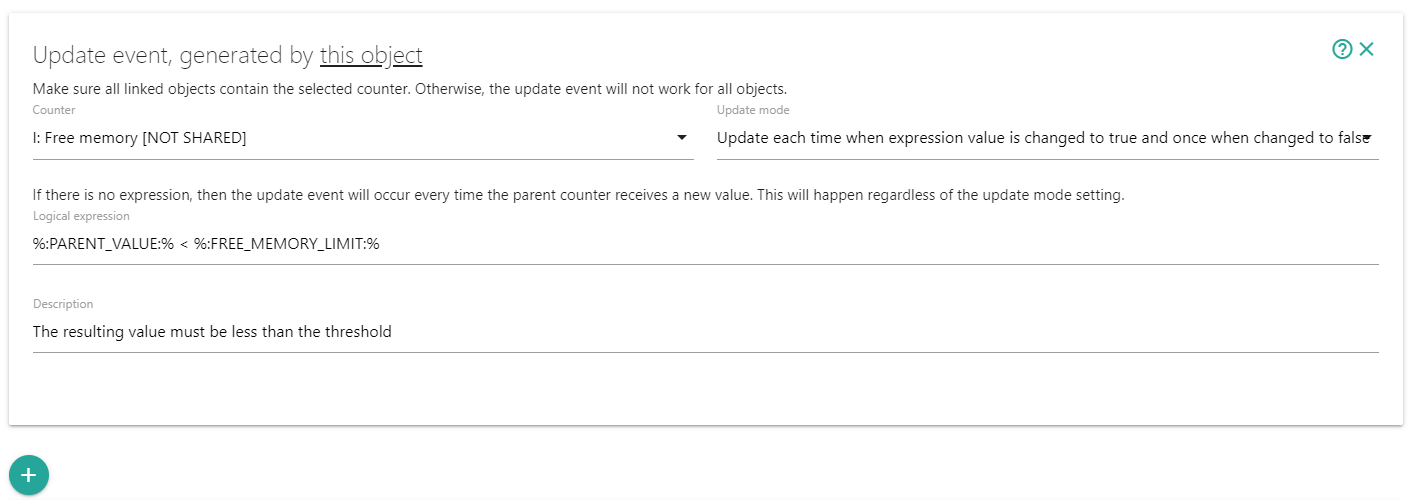 Update event, generated by this object
Make sure all linked objects contain the selected counter. Otherwise, the update event will not work for all objects.
Counter
Update mode
I: Free memory [NOT SHARED]
Update each time when expression value is changed to true and once when changed to false
If there is no expression, then the update event will occur every time the parent counter receives a new value. This will happen regardless of the update mode setting.
Logical expression
%:PARENT_VALUE:% < %:FREE_MEMORY_LIMIT:%
Description
The resulting value must be less than the threshold